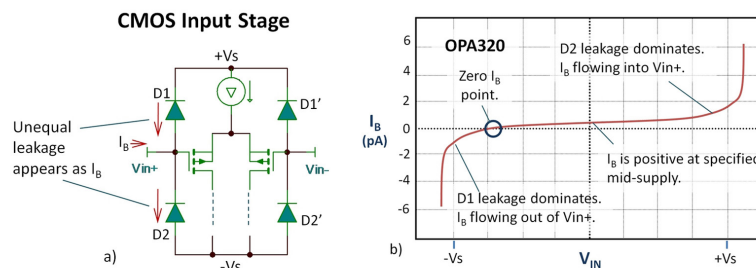 CMOS Input Stage
+Vs
D1
D1'
Unequal
leakage
appears as IB
IB
Vin+
Vin-
D2
D2'
a)
-Vs
OPA320
D2 leakage dominates.
IB flowing into Vin+.
Zero IB
point.
IB
(pA)
6
4
2
0
-2
-4
-6
IB is positive at specified
mid-supply.
D1 leakage dominates.
IB flowing out of Vin+.
b)
-Vs
VIN
+Vs